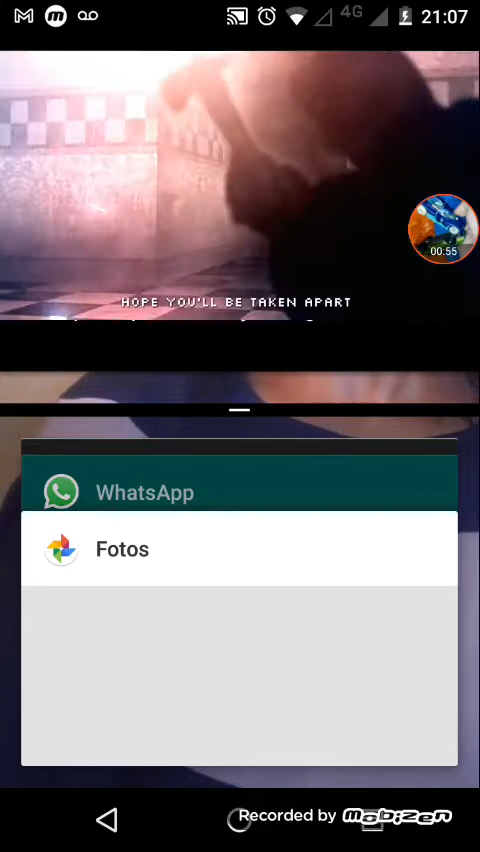 4G 21:07
00:55
HOPE YOU'LL BE TAKEN APART
WhatsApp
Fotos
Recorded by MOBIZEN